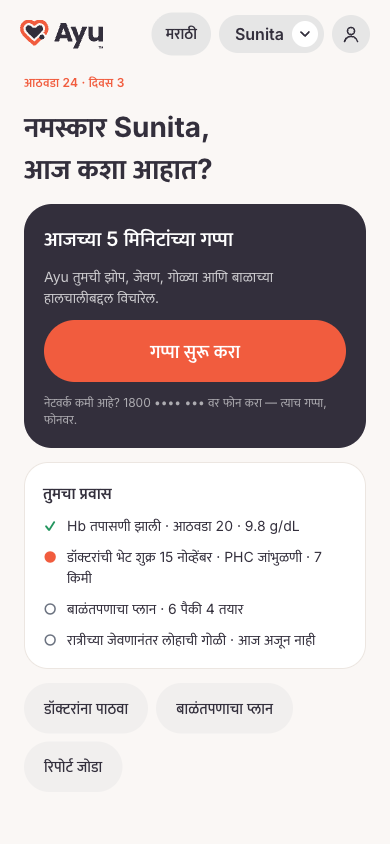 Ayu™
मराठी
Sunita
आठवडा 24 · दिवस 3
नमस्कार Sunita,
आज कशा आहात?
आजच्या 5 मिनिटांच्या गप्पा
Ayu तुमची झोप, जेवण, गोळ्या आणि बाळाच्या
हालचालीबद्दल विचारेल.
गप्पा सुरू करा
नेटवर्क कमी आहे? 1800 •••• ••• वर फोन करा — त्याच गप्पा,
फोनवर.
तुमचा प्रवास
Hb तपासणी झाली · आठवडा 20 · 9.8 g/dL
डॉक्टरांची भेट शुक्र 15 नोव्हेंबर · PHC जांभुळणी · 7
किमी
बाळंतपणाचा प्लान · 6 पैकी 4 तयार
रात्रीच्या जेवणानंतर लोहाची गोळी · आज अजून नाही
डॉक्टरांना पाठवा
बाळंतपणाचा प्लान
रिपोर्ट जोडा